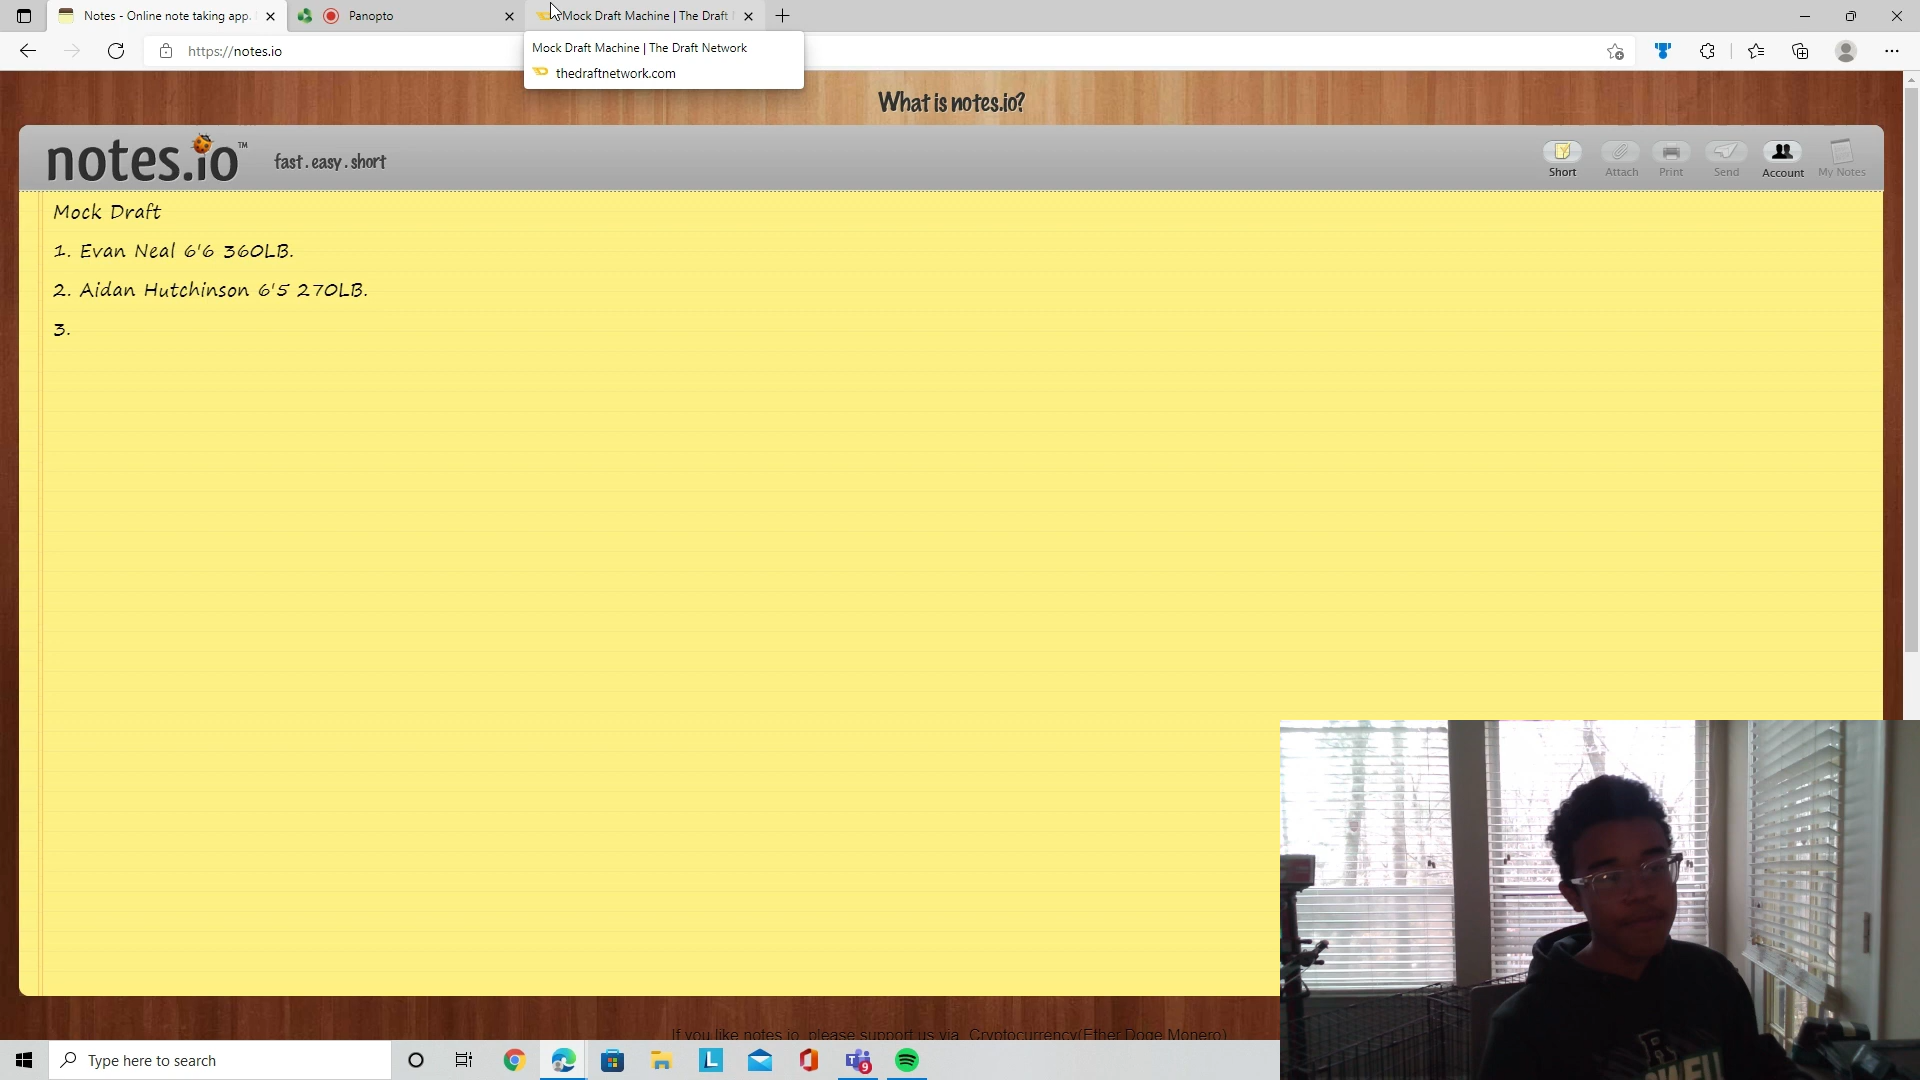 Notes - Online note taking app.
Panopto
Mock Draft Machine | The Draft
https://notes.io
Mock Draft Machine | The Draft Network
thedraftnetwork.com
What is notes.io?
notes.io™
fast.easy.short
Short
Attach
Print
Send
Account
My Notes
Mock Draft
1. Evan Neal 6'6 360LB.
2. Aidan Hutchinson 6'5 270LB.
3.
If you like notes.io, please support us via Cryptocurrency(Ether,Doge,Monero)
Type here to search
9